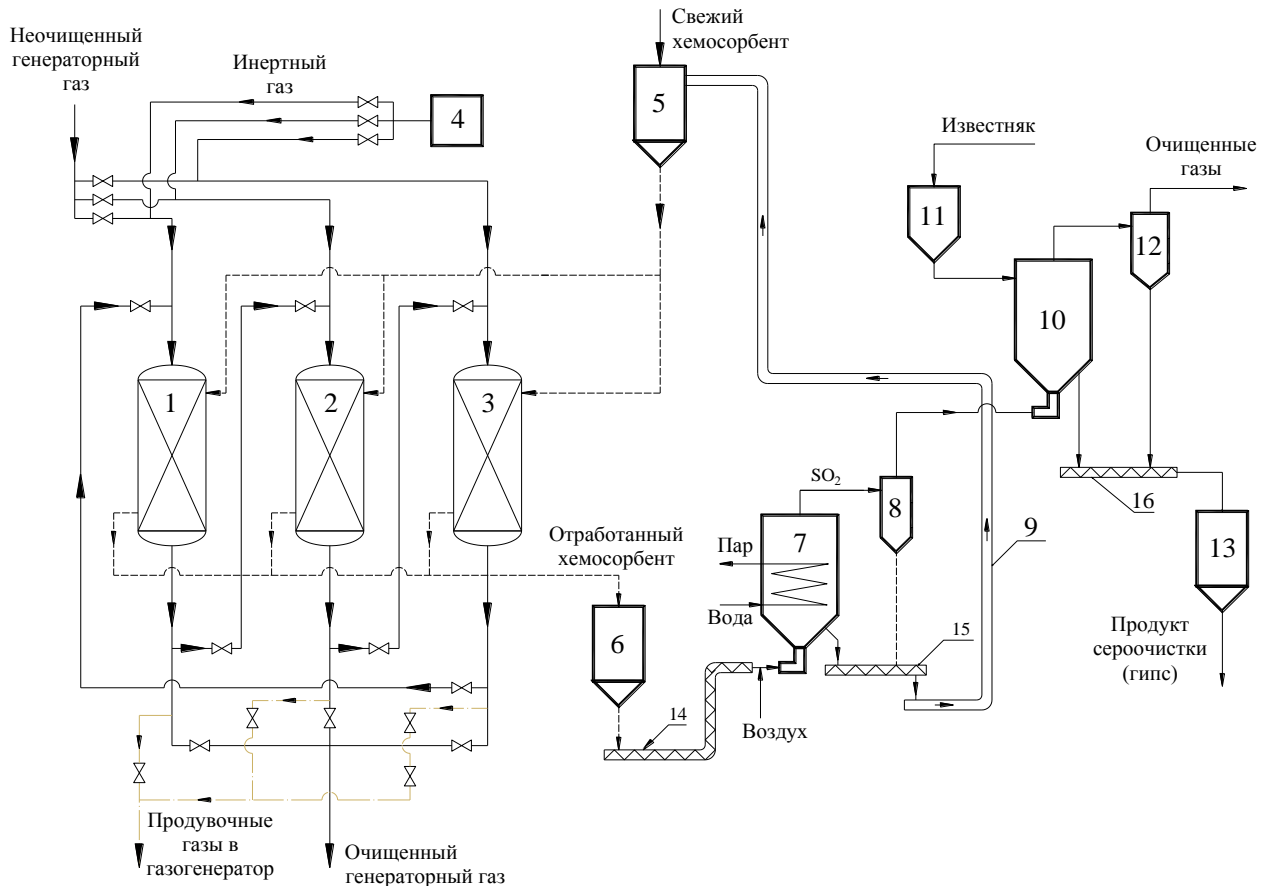 Свежий
хемосорбент
Неочищенный
генераторный
газ
Инертный
газ
4
5
Известняк
Очищенные
газы
11
12
10
1
2
3
SO₂
8
9
16
Отработанный
хемосорбент
7
Пар
Вода
13
6
15
14
Воздух
Продукт
сероочистки
(гипс)
Продувочные
газы в
газогенератор
Очищенный
генераторный газ